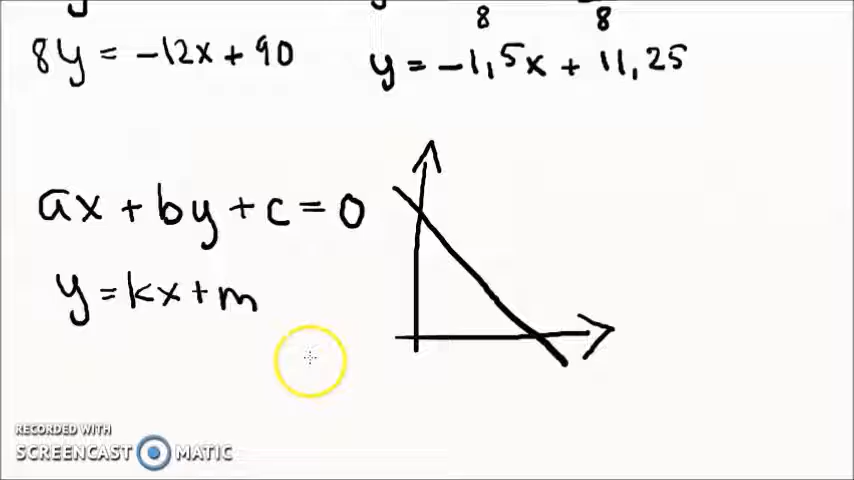 8 8
8y = -12x + 90
y = -1,5x + 11,25
ax + by + c = 0
y = kx + m
RECORDED WITH
SCREENCAST MATIC